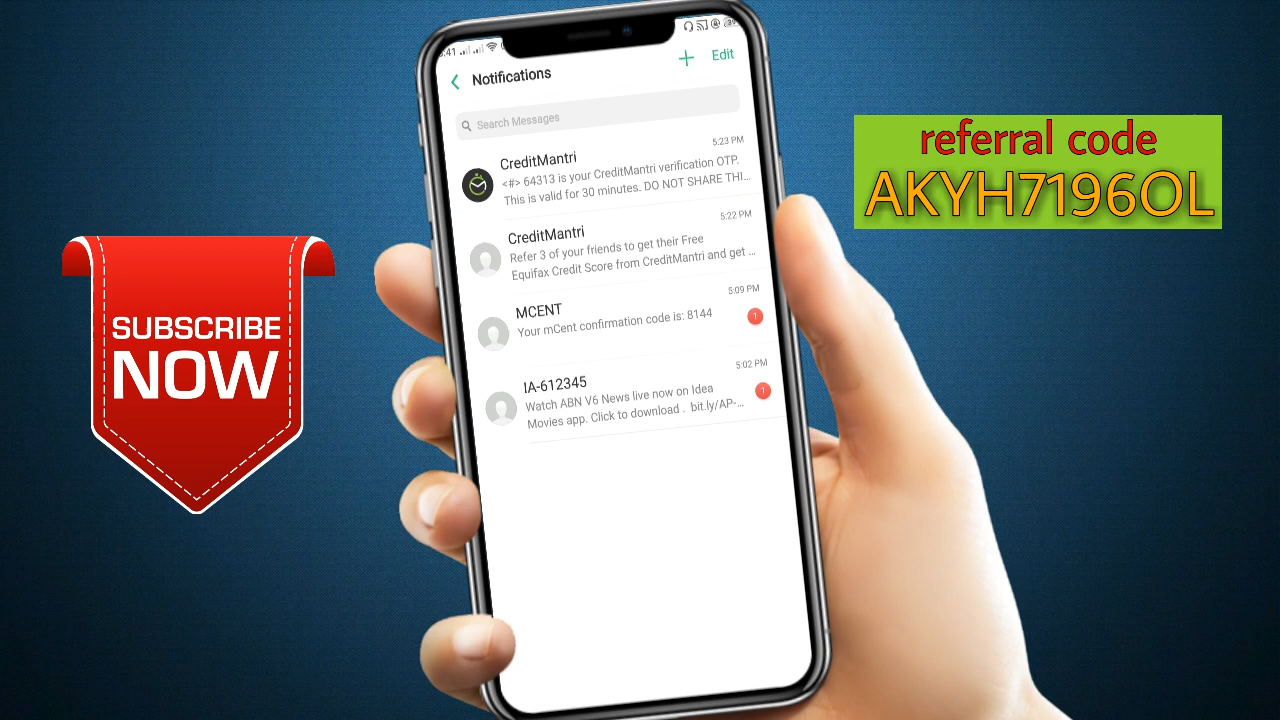 :41
Notifications
Edit
Search Messages
CreditMantri
5:23 PM
<#> 64313 is your CreditMantri verification OTP.
This is valid for 30 minutes. DO NOT SHARE THI...
CreditMantri
5:22 PM
Refer 3 of your friends to get their Free
Equifax Credit Score from CreditMantri and get ...
MCENT
5:09 PM
Your mCent confirmation code is: 8144
1
IA-612345
5:02 PM
Watch ABN V6 News live now on Idea
Movies app. Click to download . bit.ly/AP-...
1
referral code
AKYH7196OL
SUBSCRIBE
NOW